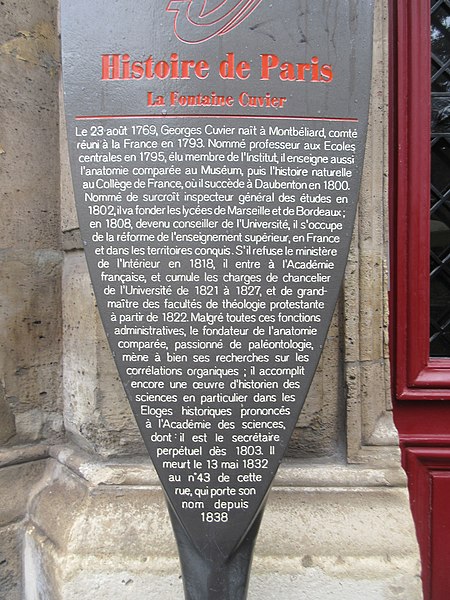 Histoire de Paris
La Fontaine Cuvier
Le 23 août 1769, Georges Cuvier naît à Montbéliard, comté
réuni à la France en 1793. Nommé professeur aux Ecoles
centrales en 1795, élu membre de l'Institut, il enseigne aussi
l'anatomie comparée au Muséum, puis l'histoire naturelle
au Collège de France, où il succède à Daubenton en 1800.
Nommé de surcroît inspecteur général des études en
1802, il va fonder les lycées de Marseille et de Bordeaux ;
en 1808, devenu conseiller de l'Université, il s'occupe
de la réforme de l'enseignement supérieur, en France
et dans les territoires conquis. S'il refuse le ministère
de l'Intérieur en 1818, il entre à l'Académie
française, et cumule les charges de chancelier
de l'Université de 1821 à 1827, et de grand-
maître des facultés de théologie protestante
à partir de 1822. Malgré toutes ces fonctions
administratives, le fondateur de l'anatomie
comparée, passionné de paléontologie,
mène à bien ses recherches sur les
corrélations organiques ; il accomplit
encore une œuvre d'historien des
sciences en particulier dans les
Eloges historiques prononcés
à l'Académie des sciences,
dont il est le secrétaire
perpétuel dès 1803. Il
meurt le 13 mai 1832
au n°43 de cette
rue, qui porte son
nom depuis
1838